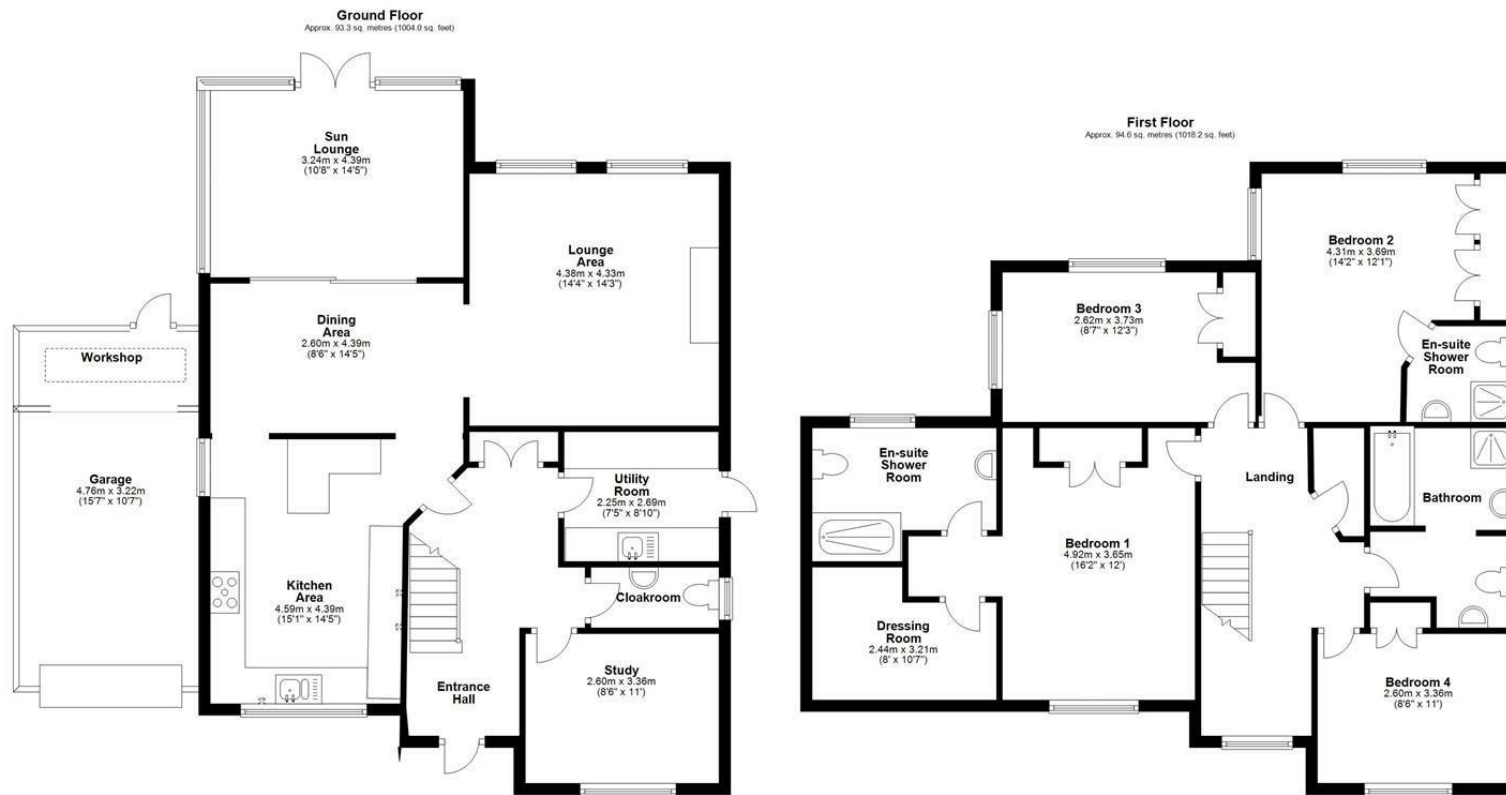 Ground Floor
Approx. 93.3 sq. metres (1004.0 sq. feet)
Sun
Lounge
3.24m x 4.39m
(10'8" x 14'5")
Lounge
Area
4.38m x 4.33m
(14'4" x 14'3")
Dining
Area
2.60m x 4.39m
(8'6" x 14'5")
Workshop
Garage
4.76m x 3.22m
(15'7" x 10'7")
Utility
Room
2.25m x 2.69m
(7'5" x 8'10")
Kitchen
Area
4.59m x 4.39m
(15'1" x 14'5")
Cloakroom
Entrance
Hall
Study
2.60m x 3.36m
(8'6" x 11')
First Floor
Approx. 94.6 sq. metres (1018.2 sq. feet)
Bedroom 2
4.31m x 3.69m
(14'2" x 12'1")
Bedroom 3
2.62m x 3.73m
(8'7" x 12'3")
En-suite
Shower
Room
En-suite
Shower
Room
Landing
Bathroom
Bedroom 1
4.92m x 3.65m
(16'2" x 12')
Dressing
Room
2.44m x 3.21m
(8' x 10'7")
Bedroom 4
2.60m x 3.36m
(8'6" x 11')